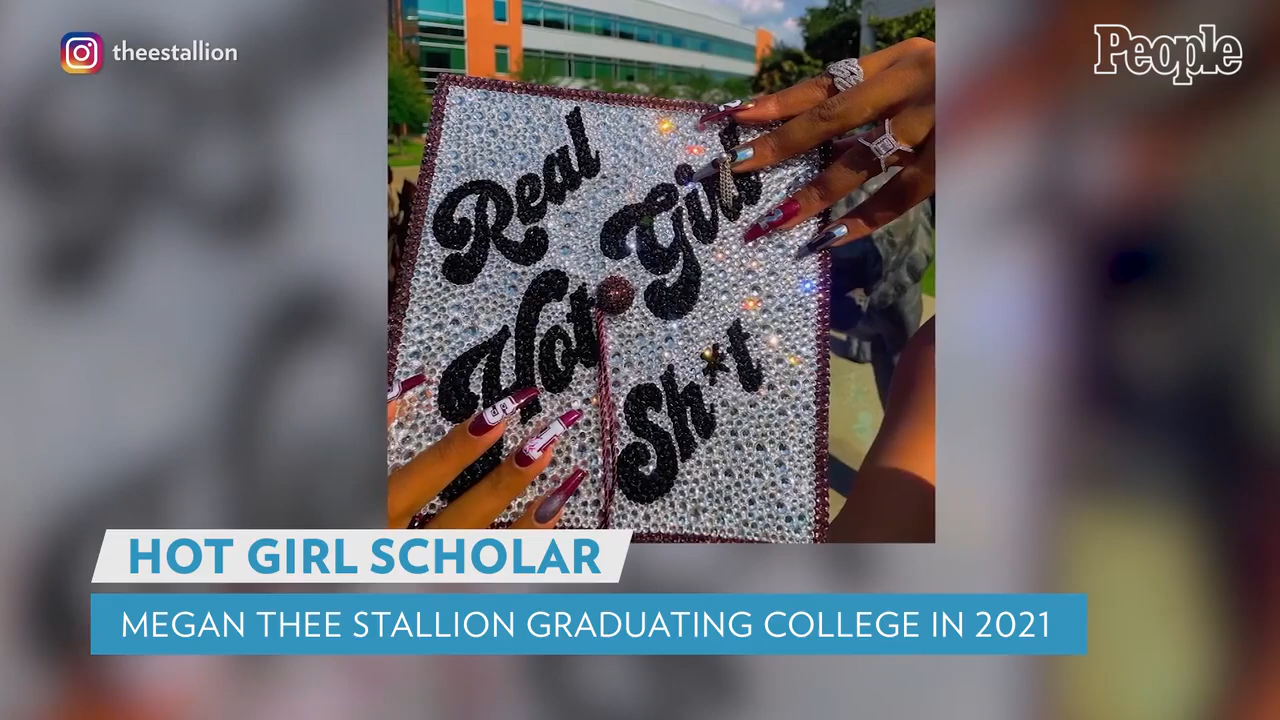 theestallion
People
Real
Hot Girl
Sh*t
HOT GIRL SCHOLAR
MEGAN THEE STALLION GRADUATING COLLEGE IN 2021